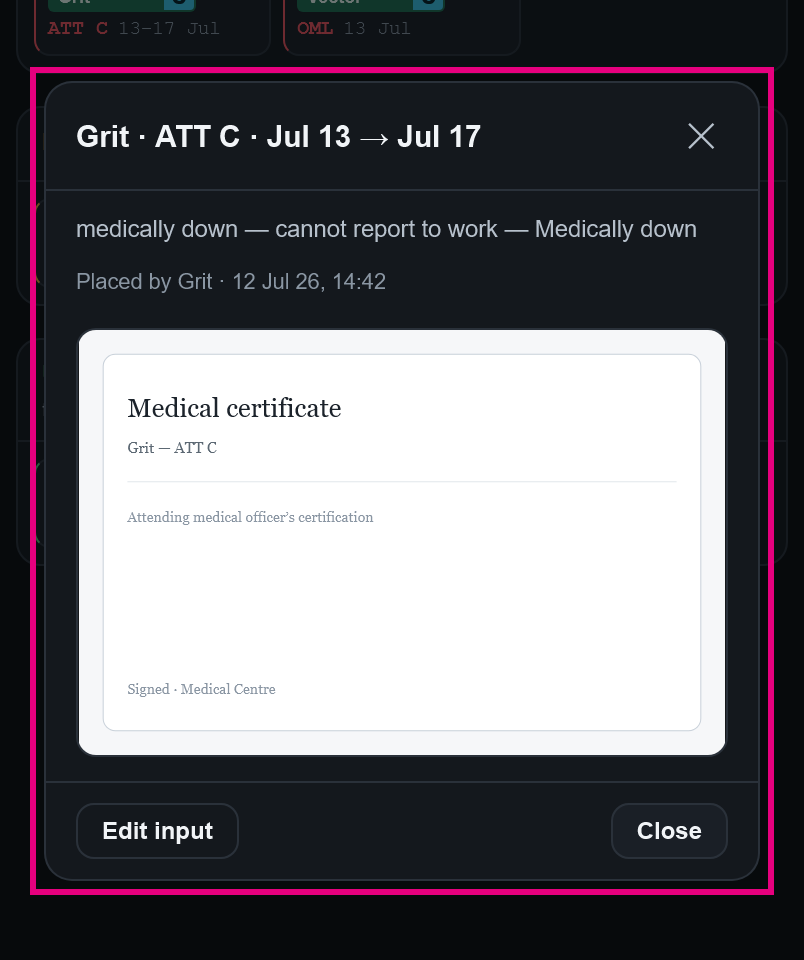 ATT C 13-17 Jul
OML 13 Jul
Grit · ATT C · Jul 13 → Jul 17
medically down — cannot report to work — Medically down
Placed by Grit · 12 Jul 26, 14:42
Medical certificate
Grit — ATT C
Attending medical officer’s certification
Signed · Medical Centre
Edit input
Close